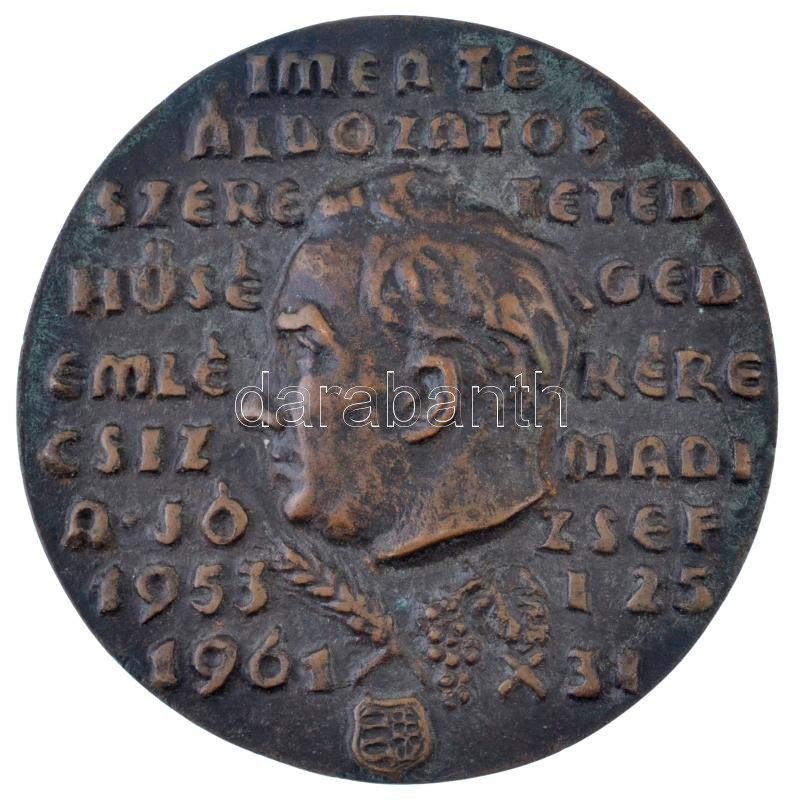 IME A TE
ÁLDOZATOS
SZERE TETED
HŰSÉ GED
EMLÉ KÉRE
CSIZ MADI
A · JÓ ZSEF
1953 I 25
1961 X 31
darabanth